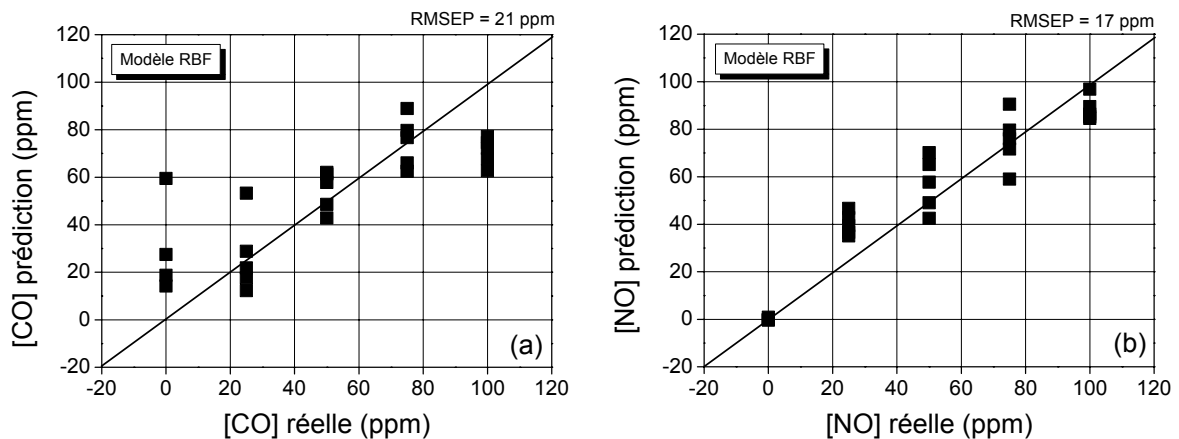 RMSEP = 21 ppm
Modèle RBF
[CO] prédiction (ppm)
120
100
80
60
40
20
0
-20
(a)
-20 0 20 40 60 80 100 120
[CO] réelle (ppm)
RMSEP = 17 ppm
Modèle RBF
[NO] prédiction (ppm)
120
100
80
60
40
20
0
-20
(b)
-20 0 20 40 60 80 100 120
[NO] réelle (ppm)